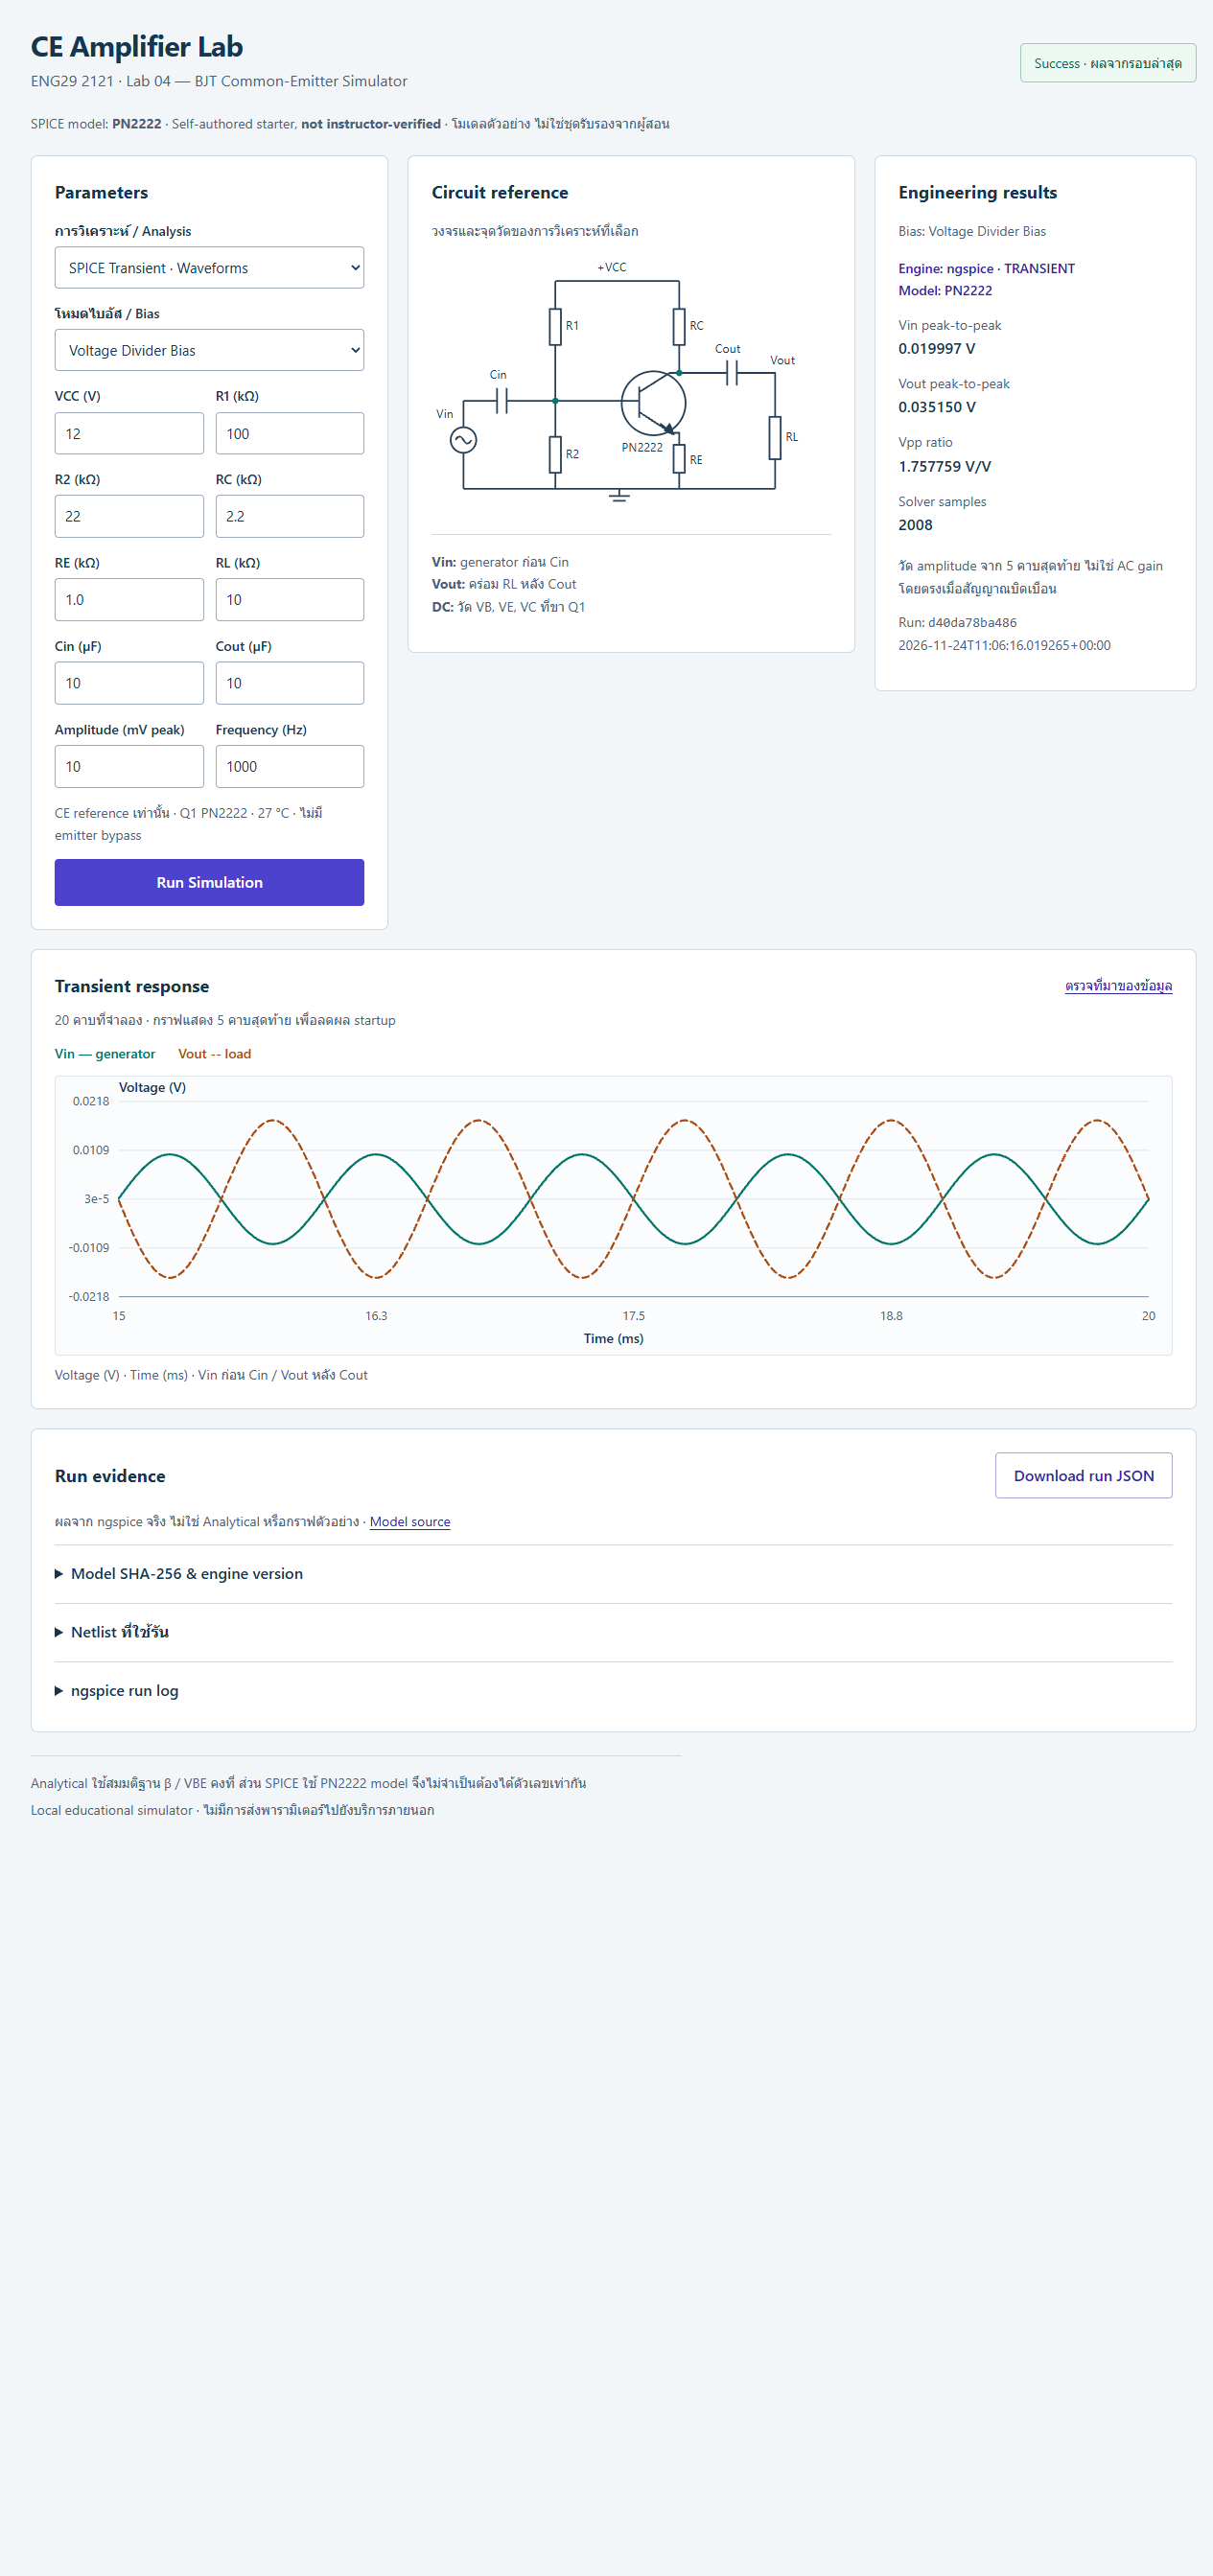 CE Amplifier Lab
ENG29 2121 · Lab 04 — BJT Common-Emitter Simulator
Success · ผลจากรอบล่าสุด
SPICE model: PN2222 · Self-authored starter, not instructor-verified · โมเดลตัวอย่าง ไม่ใช่ชุดรับรองจากผู้สอน
Parameters
การวิเคราะห์ / Analysis
SPICE Transient · Waveforms
โหมดไบอัส / Bias
Voltage Divider Bias
VCC (V)
R1 (kΩ)
12
100
R2 (kΩ)
RC (kΩ)
22
2.2
RE (kΩ)
RL (kΩ)
1.0
10
Cin (µF)
Cout (µF)
10
10
Amplitude (mV peak)
Frequency (Hz)
10
1000
CE reference เท่านั้น · Q1 PN2222 · 27 °C · ไม่มี
emitter bypass
Run Simulation
Circuit reference
วงจรและจุดวัดของการวิเคราะห์ที่เลือก
+VCC
R1
RC
Cout
Vout
Cin
Vin
R2
PN2222
RE
RL
Vin: generator ก่อน Cin
Vout: คร่อม RL หลัง Cout
DC: วัด VB, VE, VC ที่ขา Q1
Engineering results
Bias: Voltage Divider Bias
Engine: ngspice · TRANSIENT
Model: PN2222
Vin peak-to-peak
0.019997 V
Vout peak-to-peak
0.035150 V
Vpp ratio
1.757759 V/V
Solver samples
2008
วัด amplitude จาก 5 คาบสุดท้าย ไม่ใช่ AC gain
โดยตรงเมื่อสัญญาณบิดเบือน
Run: d40da78ba486
2026-11-24T11:06:16.019265+00:00
Transient response
ตรวจที่มาของข้อมูล
20 คาบที่จำลอง · กราฟแสดง 5 คาบสุดท้าย เพื่อลดผล startup
Vin — generator
Vout -- load
Voltage (V)
0.0218
0.0109
3e-5
-0.0109
-0.0218
15
16.3
17.5
18.8
20
Time (ms)
Voltage (V) · Time (ms) · Vin ก่อน Cin / Vout หลัง Cout
Run evidence
Download run JSON
ผลจาก ngspice จริง ไม่ใช่ Analytical หรือกราฟตัวอย่าง · Model source
Model SHA-256 & engine version
Netlist ที่ใช้รัน
ngspice run log
Analytical ใช้สมมติฐาน β / VBE คงที่ ส่วน SPICE ใช้ PN2222 model จึงไม่จำเป็นต้องได้ตัวเลขเท่ากัน
Local educational simulator · ไม่มีการส่งพารามิเตอร์ไปยังบริการภายนอก